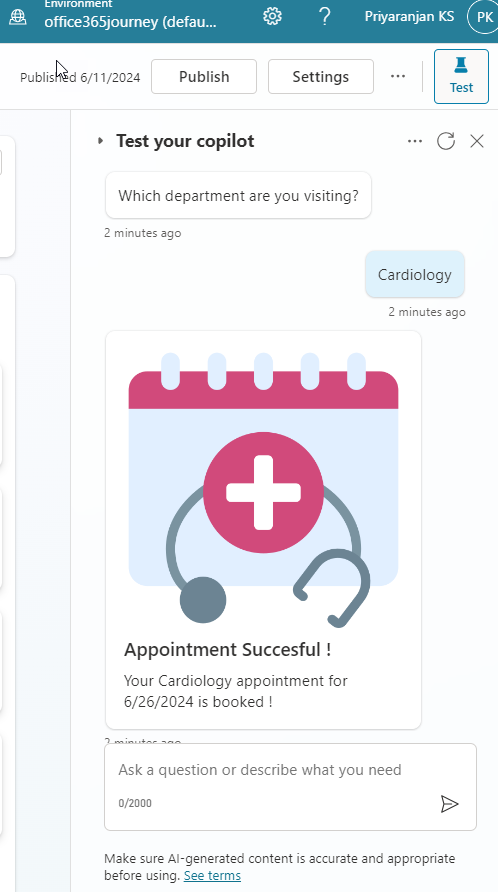 Environment
office365journey (defau...
Priyaranjan KS
PK
Published 6/11/2024
Publish
Settings
Test
Test your copilot
Which department are you visiting?
2 minutes ago
Cardiology
2 minutes ago
Appointment Succesful !
Your Cardiology appointment for
6/26/2024 is booked !
2 minutes ago
Ask a question or describe what you need
0/2000
Make sure AI-generated content is accurate and appropriate
before using. See terms